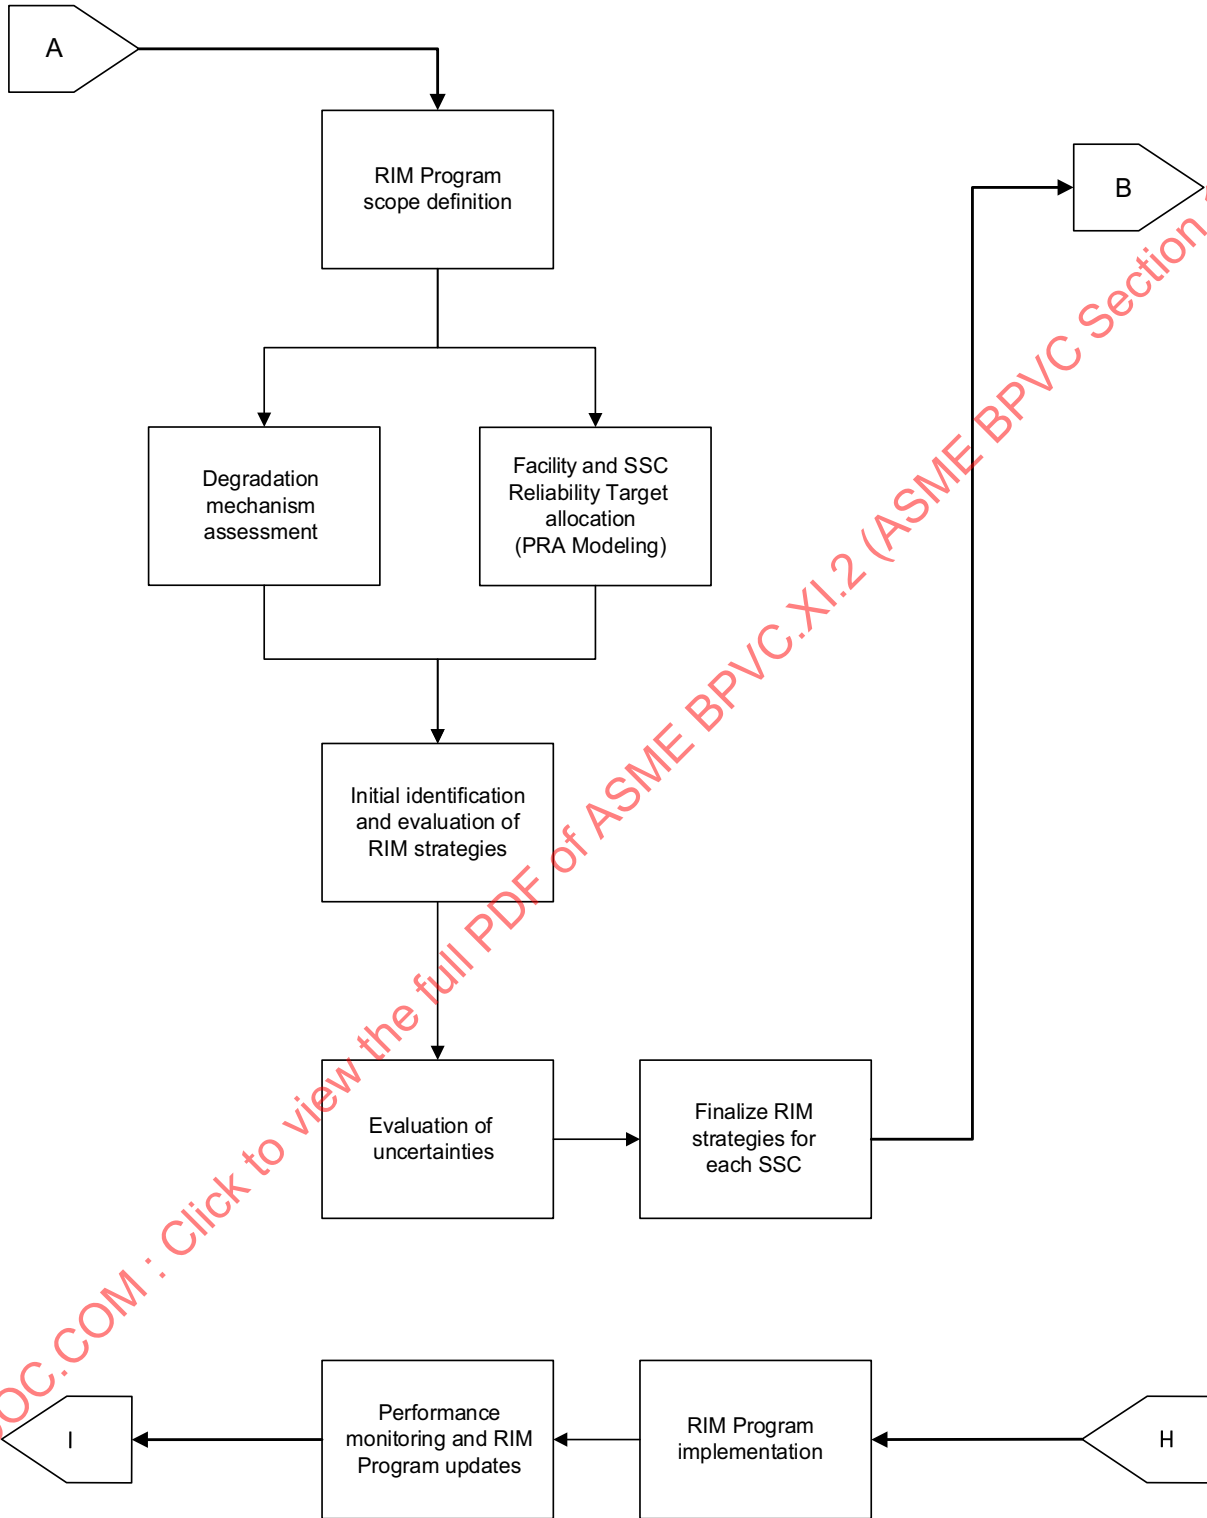 A
RIM Program
scope definition
B
Degradation
mechanism
assessment
Facility and SSC
Reliability Target
allocation
(PRA Modeling)
Initial identification
and evaluation of
RIM strategies
Evaluation of
uncertainties
Finalize RIM
strategies for
each SSC
I
Performance
monitoring and RIM
Program updates
RIM Program
implementation
H
OC.COM : Click to view the full PDF of ASME BPVC.XI.2 (ASME BPVC Section